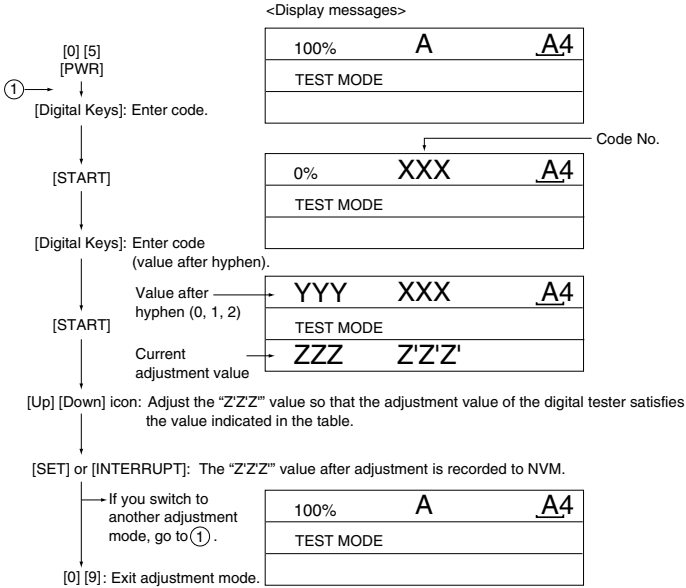 <Display messages>
[0] [5]
[PWR]
100% A A4
TEST MODE
1
[Digital Keys]: Enter code.
Code No.
[START]
0% XXX A4
TEST MODE
[Digital Keys]: Enter code
(value after hyphen).
Value after
hyphen (0, 1, 2)
YYY XXX A4
TEST MODE
[START]
Current
adjustment value
ZZZ Z'Z'Z'
[Up] [Down] icon: Adjust the “Z'Z'Z'” value so that the adjustment value of the digital tester satisfies
the value indicated in the table.
[SET] or [INTERRUPT]: The “Z'Z'Z'” value after adjustment is recorded to NVM.
If you switch to
another adjustment
mode, go to 1 .
100% A A4
TEST MODE
[0] [9] : Exit adjustment mode.